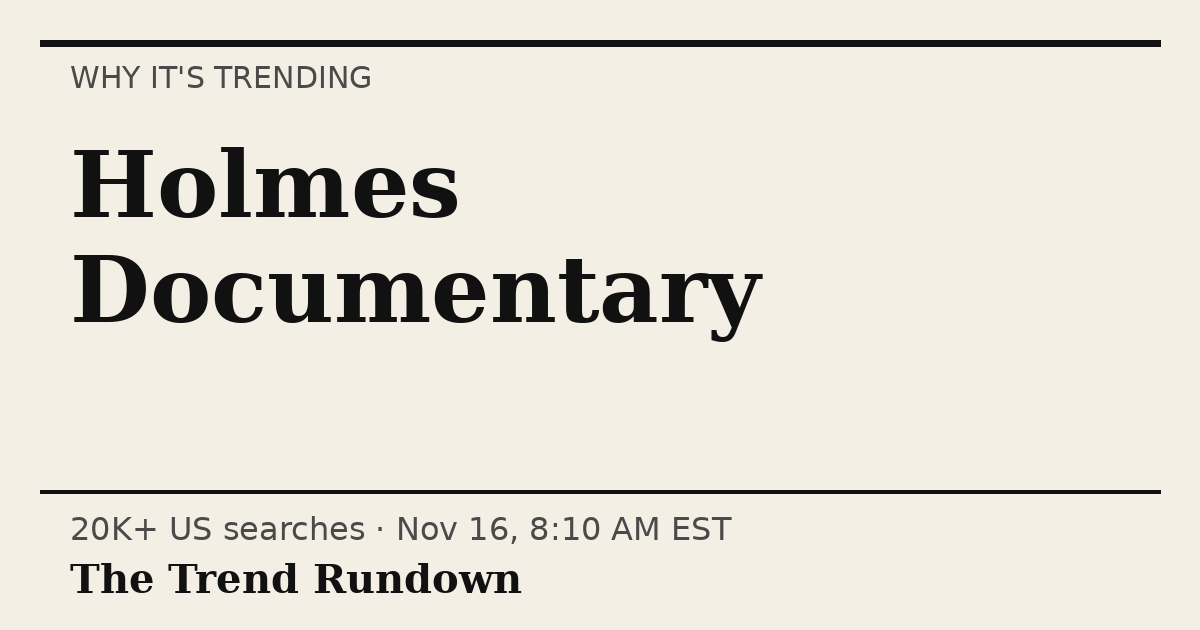 WHY IT'S TRENDING
Holmes
Documentary
20K+ US searches · Nov 16, 8:10 AM EST
The Trend Rundown